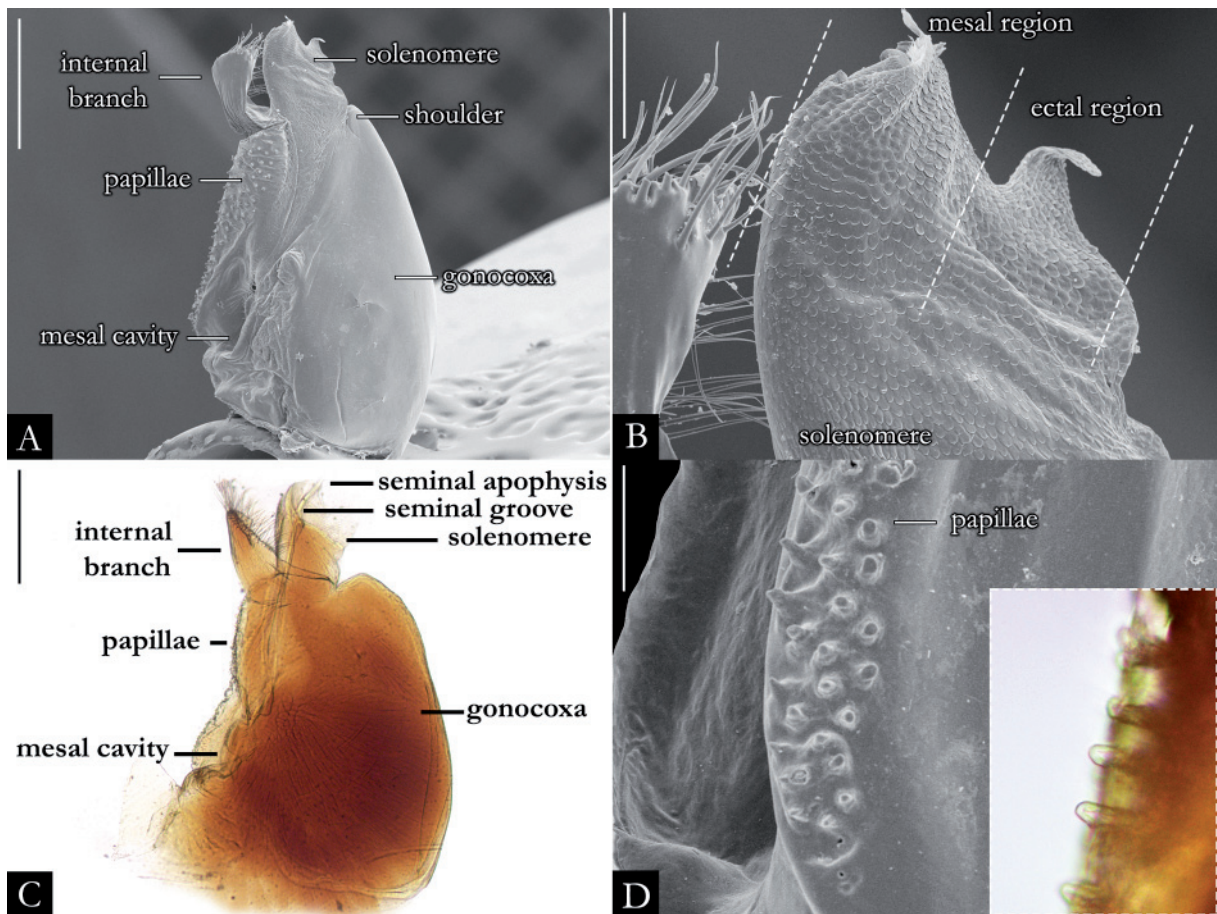 internal
branch
solenomere
shoulder
papillae
gonocoxa
mesal cavity
A
mesal region
ectal region
solenomere
B
seminal apophysis
seminal groove
solenomere
internal
branch
papillae
gonocoxa
mesal cavity
C
papillae
D